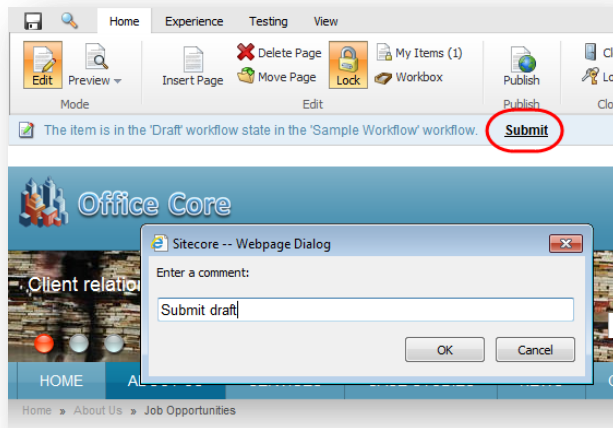 Home Experience Testing View
Delete Page My Items (1)
Edit Preview Insert Page Move Page Lock Workbox Publish
Mode Edit Publish
The item is in the 'Draft' workflow state in the 'Sample Workflow' workflow. Submit
Office Core
Sitecore -- Webpage Dialog
Enter a comment:
Client relation
Submit draft
OK Cancel
HOME
Home » About Us » Job Opportunities